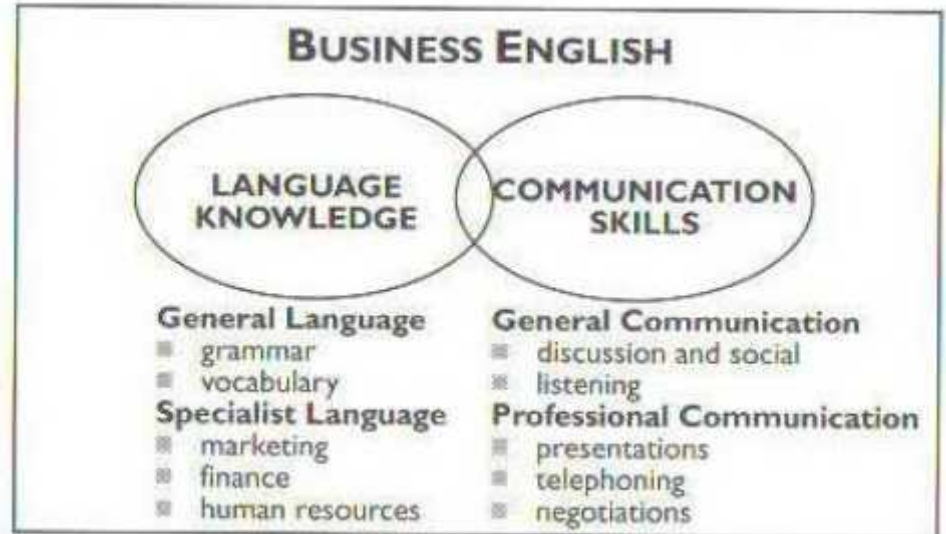 BUSINESS ENGLISH
LANGUAGE
KNOWLEDGE
COMMUNICATION
SKILLS
General Language
grammar
vocabulary
Specialist Language
marketing
finance
human resources
General Communication
discussion and social
listening
Professional Communication
presentations
telephoning
negotiations